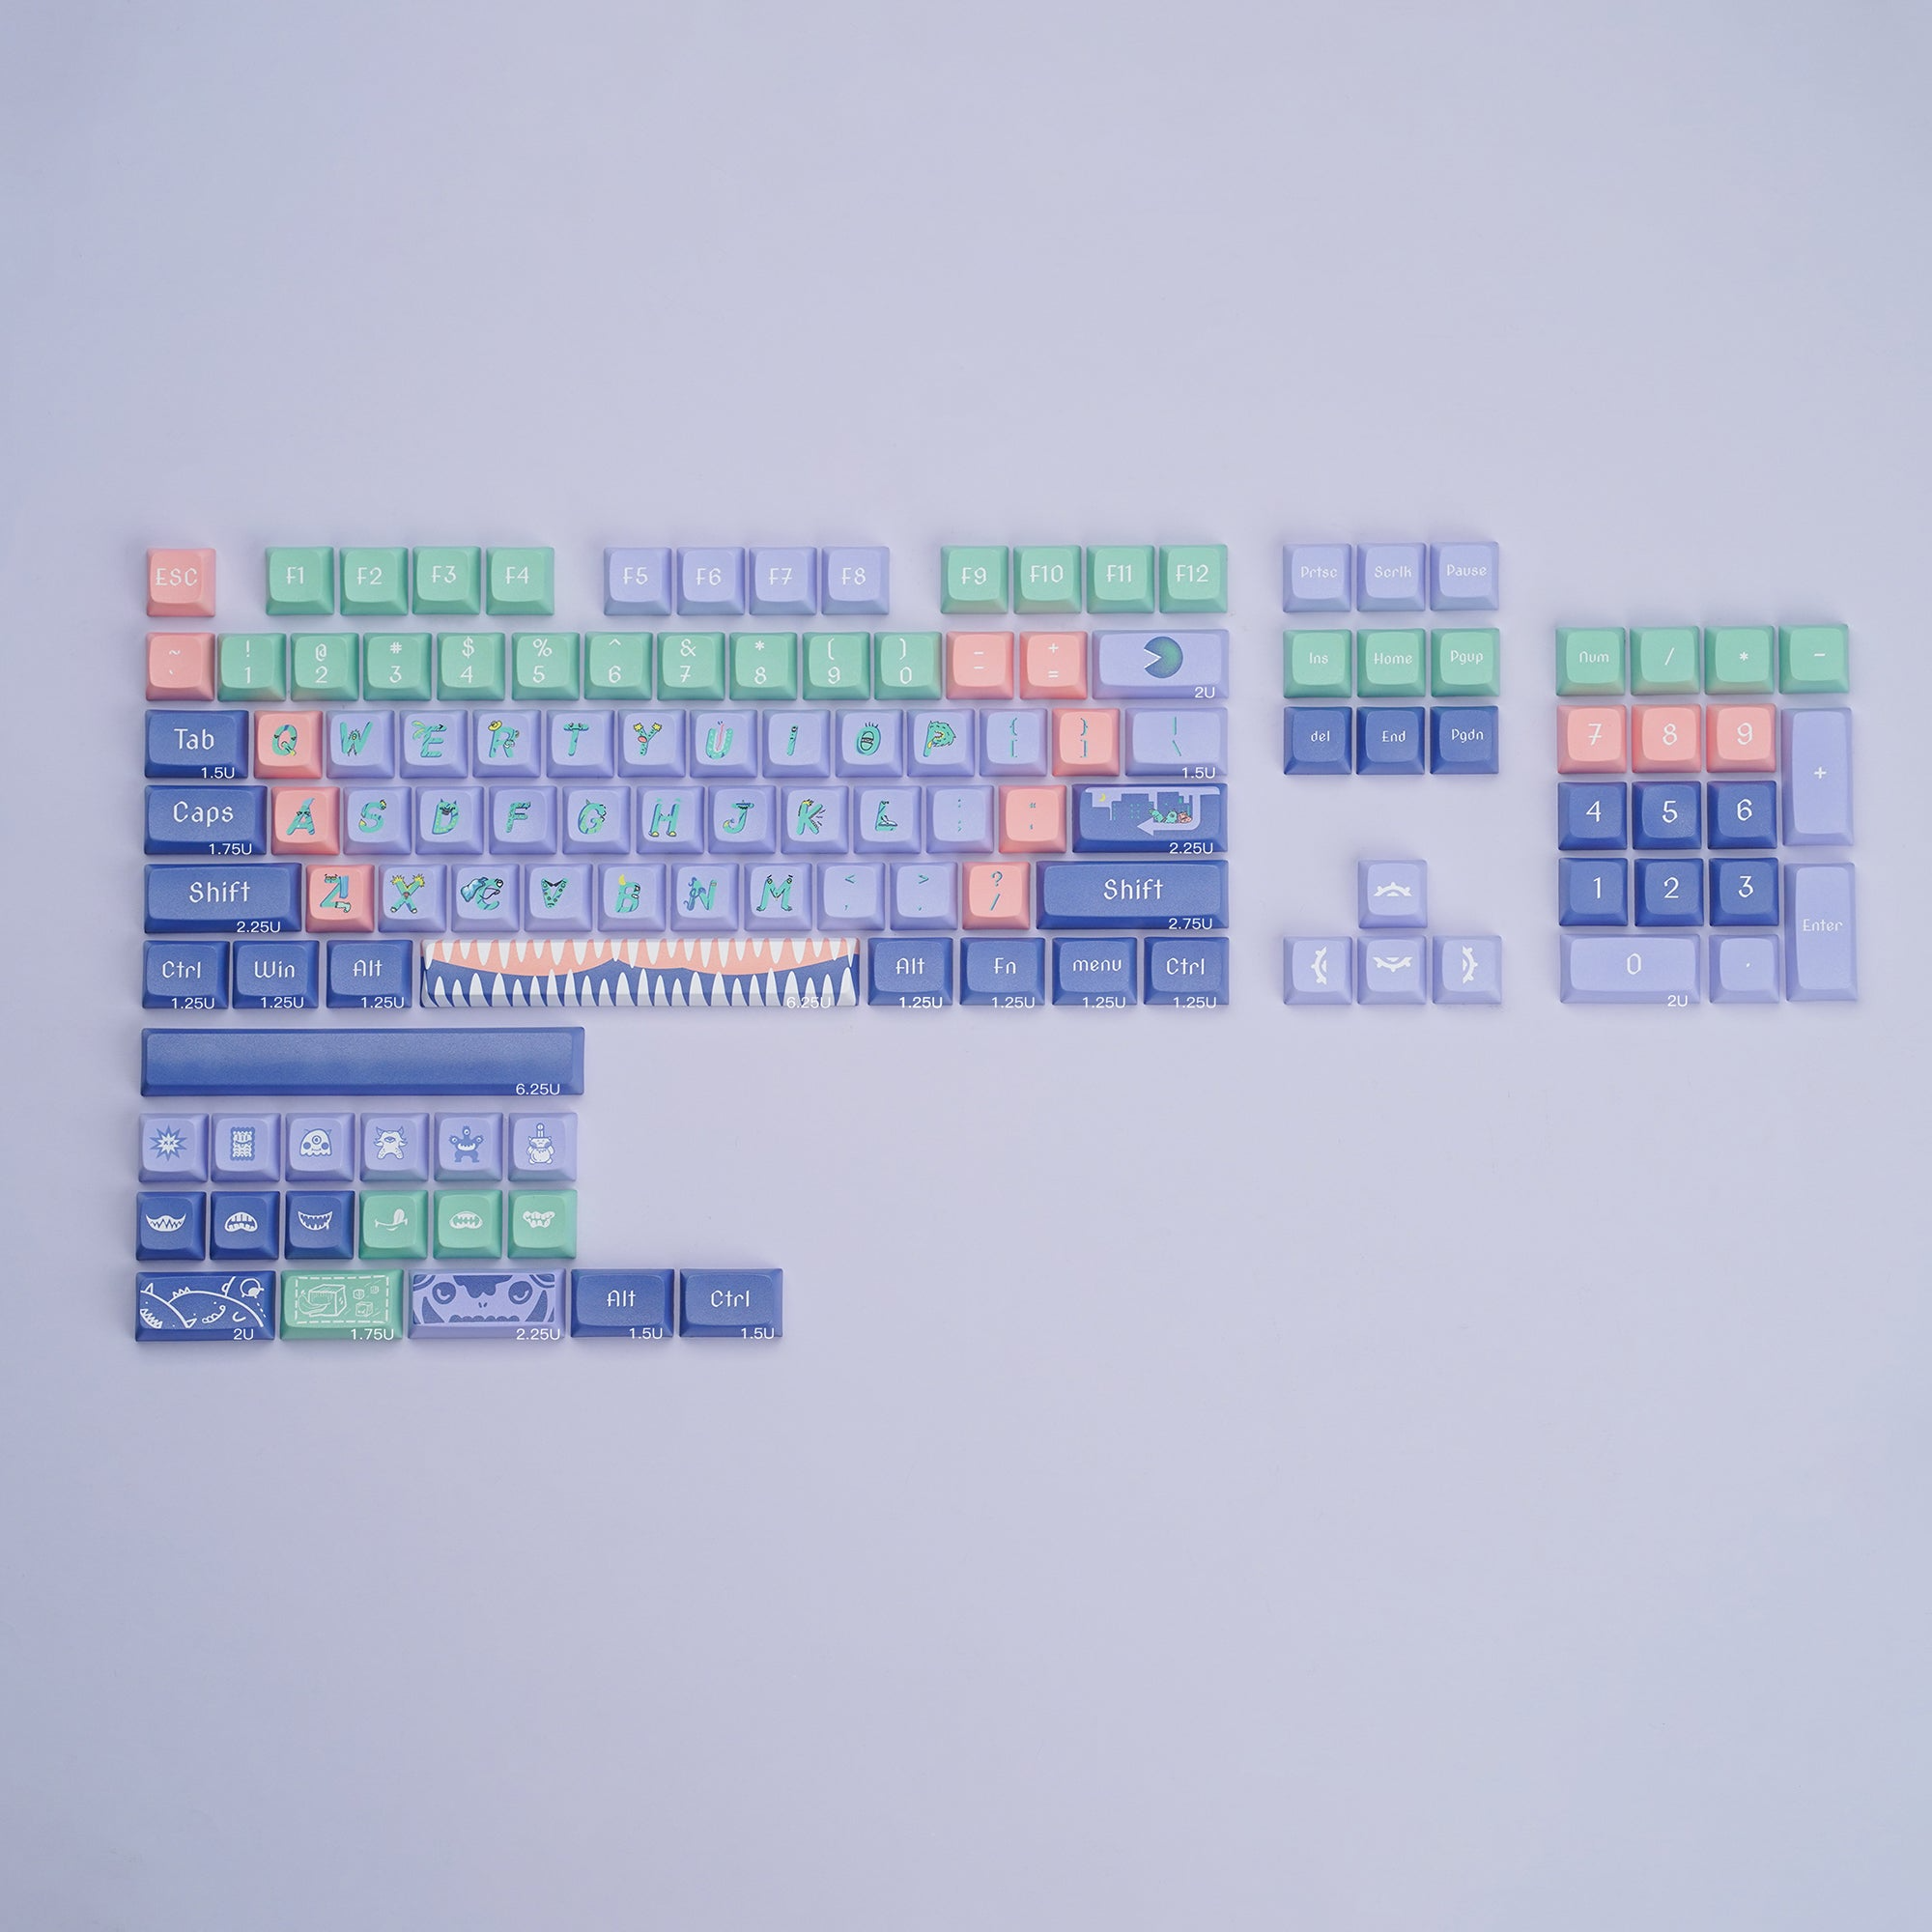 ESC F1 F2 F3 F4 F5 F6 F7 F8 F9 F10 F11 F12 Prtsc Scrlk Pause
~ ! @ # $ % ^ & * ( ) - +
` 1 2 3 4 5 6 7 8 9 0 = Ins Home Pgup Num / * -
2U
Tab Q W E R T Y U I O P { } | del End Pgdn 7 8 9 +
[ ] \
1.5U 1.5U
Caps A S D F G H J K L : " 4 5 6
; '
1.75U 2.25U
Shift Z X C V B N M < > ? Shift 1 2 3 Enter
, . /
2.25U 2.75U
Ctrl Win Alt Alt Fn menu Ctrl 0 .
1.25U 1.25U 1.25U 6.25U 1.25U 1.25U 1.25U 1.25U 2U
6.25U
Alt Ctrl
2U 1.75U 2.25U 1.5U 1.5U